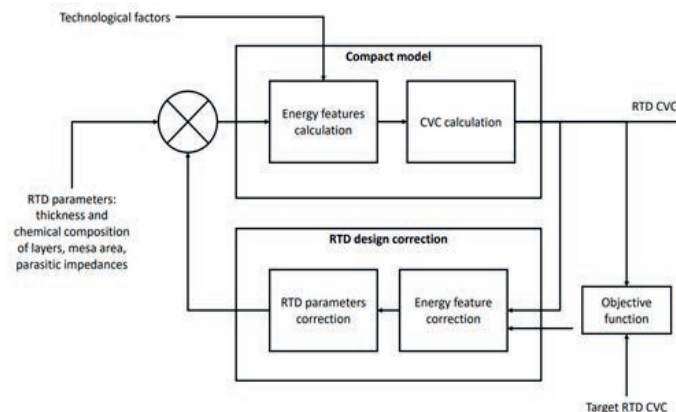 Technological factors
Compact model
Energy features
calculation
CVC calculation
RTD CVC
RTD parameters:
thickness and
chemical composition
of layers, mesa area,
parasitic impedances
RTD design correction
RTD parameters
correction
Energy feature
correction
Objective
function
Target RTD CVC